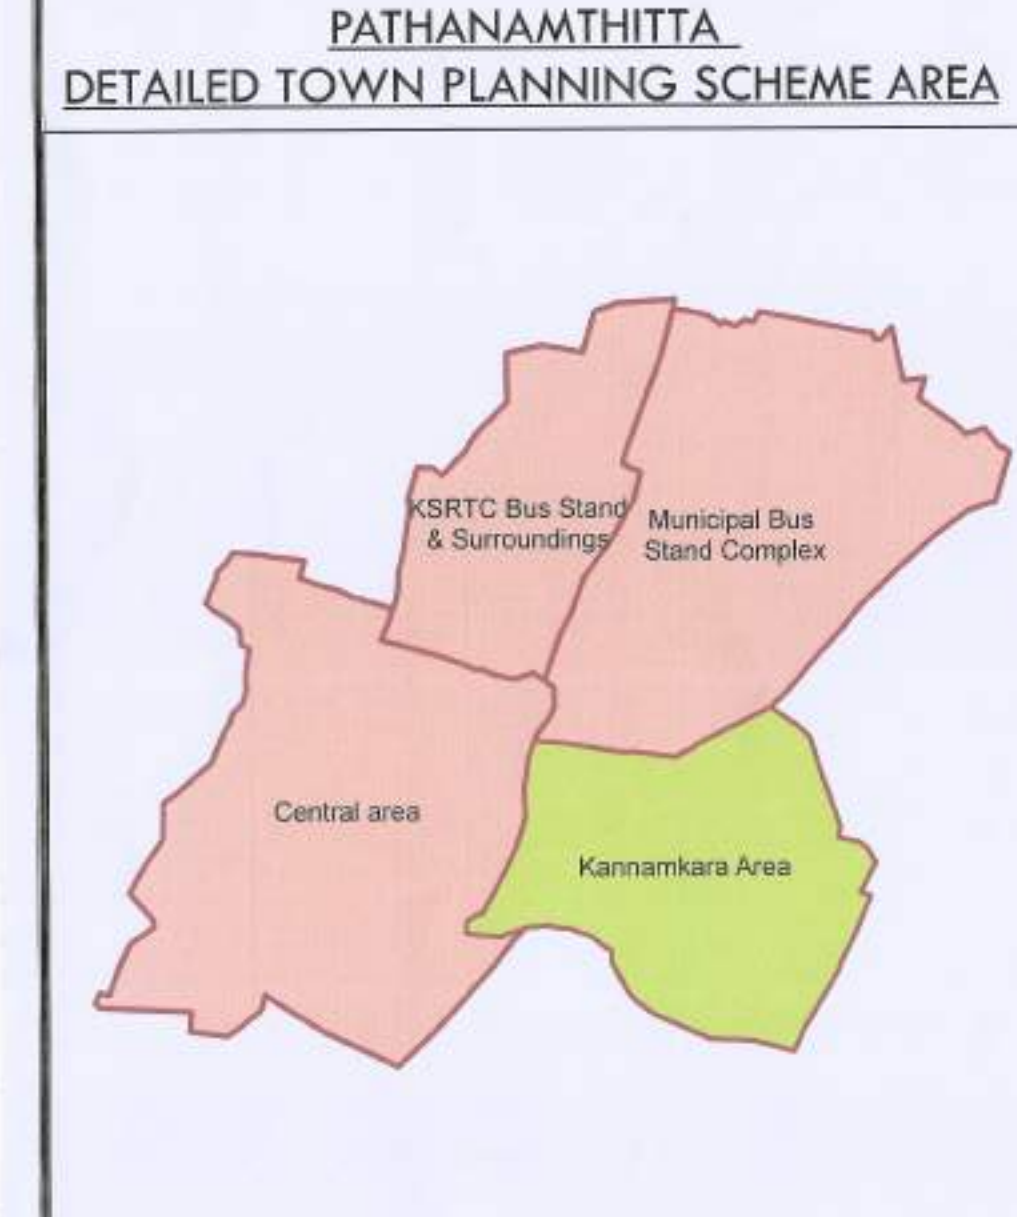 PATHANAMTHITTA
DETAILED TOWN PLANNING SCHEME AREA
KSRTC Bus Stand
& Surroundings
Municipal Bus
Stand Complex
Central area
Kannamkara Area